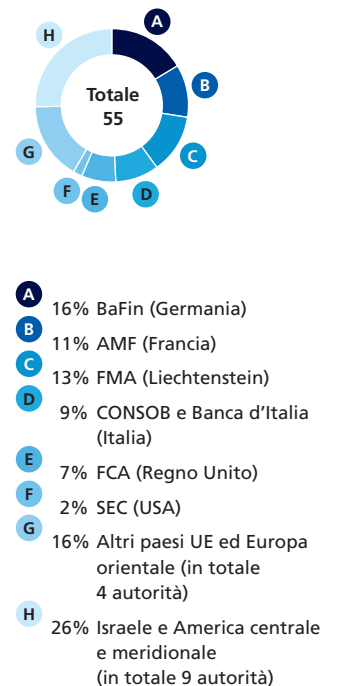 A
H
B
Totale
55
G
C
F
E
D
A
16% BaFin (Germania)
B
11% AMF (Francia)
C
13% FMA (Liechtenstein)
D
9% CONSOB e Banca d’Italia
(Italia)
E
7% FCA (Regno Unito)
F
2% SEC (USA)
G
16% Altri paesi UE ed Europa
orientale (in totale
4 autorità)
H
26% Israele e America centrale
e meridionale
(in totale 9 autorità)